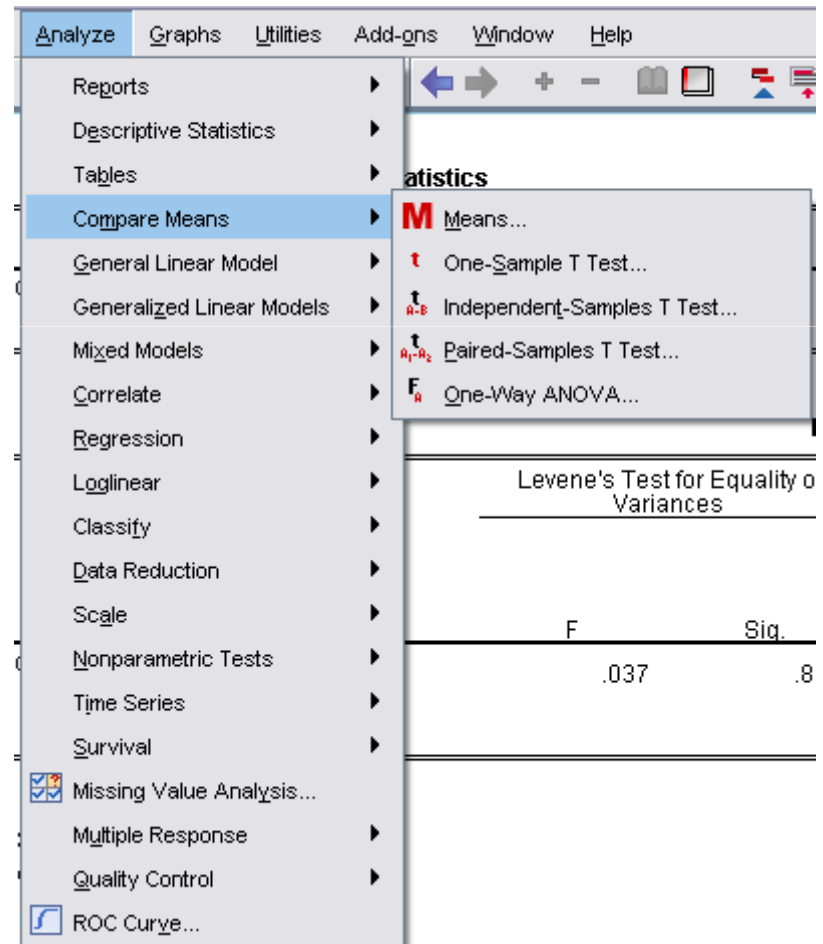 Analyze Graphs Utilities Add-ons Window Help
Reports
Descriptive Statistics
Tables
atistics
Compare Means
M Means...
t One-Sample T Test...
t A-B Independent-Samples T Test...
t A1-A2 Paired-Samples T Test...
F A One-Way ANOVA...
General Linear Model
Generalized Linear Models
Mixed Models
Correlate
Regression
Loglinear
Classify
Data Reduction
Scale
Nonparametric Tests
Time Series
Survival
Missing Value Analysis...
Multiple Response
Quality Control
ROC Curve...
Levene's Test for Equality o
Variances
F Sig.
.037 .8